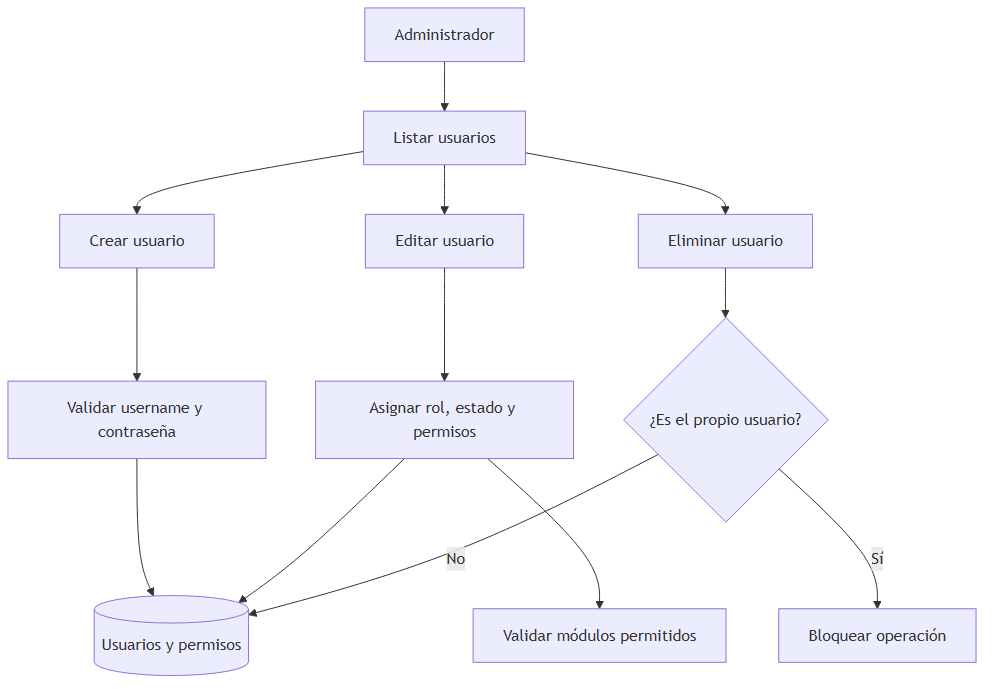 Administrador
Listar usuarios
Crear usuario
Editar usuario
Eliminar usuario
Validar username y
contraseña
Asignar rol, estado y
permisos
¿Es el propio usuario?
No
Sí
Usuarios y permisos
Validar módulos permitidos
Bloquear operación